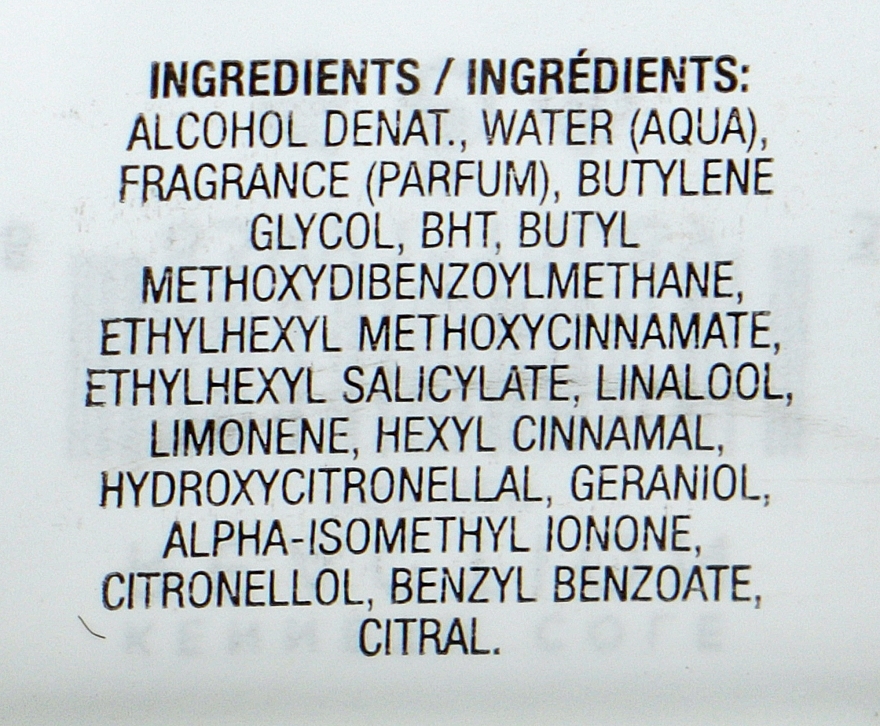 INGREDIENTS / INGRÉDIENTS:
ALCOHOL DENAT., WATER (AQUA),
FRAGRANCE (PARFUM), BUTYLENE
GLYCOL, BHT, BUTYL
METHOXYDIBENZOYLMETHANE,
ETHYLHEXYL METHOXYCINNAMATE,
ETHYLHEXYL SALICYLATE, LINALOOL,
LIMONENE, HEXYL CINNAMAL,
HYDROXYCITRONELLAL, GERANIOL,
ALPHA-ISOMETHYL IONONE,
CITRONELLOL, BENZYL BENZOATE,
CITRAL.